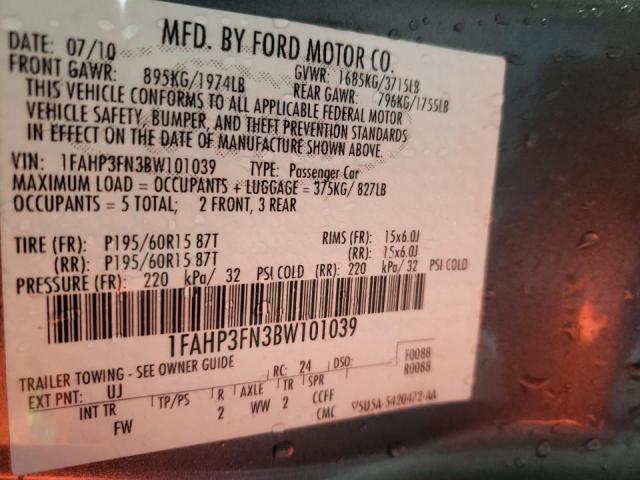 MFD. BY FORD MOTOR CO.
DATE: 07/10
GVWR: 1685KG/3715LB
FRONT GAWR: 895KG/1974LB
REAR GAWR: 796KG/1755LB
THIS VEHICLE CONFORMS TO ALL APPLICABLE FEDERAL MOTOR
VEHICLE SAFETY, BUMPER, AND THEFT PREVENTION STANDARDS
IN EFFECT ON THE DATE OF MANUFACTURE SHOWN ABOVE.
VIN: 1FAHP3FN3BW101039 TYPE: Passenger Car
MAXIMUM LOAD = OCCUPANTS + LUGGAGE = 375KG/ 827LB
OCCUPANTS = 5 TOTAL; 2 FRONT, 3 REAR
TIRE (FR): P195/60R15 87T RIMS (FR): 15x6.0J
(RR): P195/60R15 87T (RR): 15x6.0J
PRESSURE (FR): 220 kPa/ 32 PSI COLD (RR): 220 kPa/ 32 PSI COLD
1FAHP3FN3BW101039
TRAILER TOWING - SEE OWNER GUIDE RC: 24 DSO: F0088
EXT PNT: UJ R0088
INT TR TP/PS R AXLE TR SPR CCFF
FW 2 WW 2 CMC